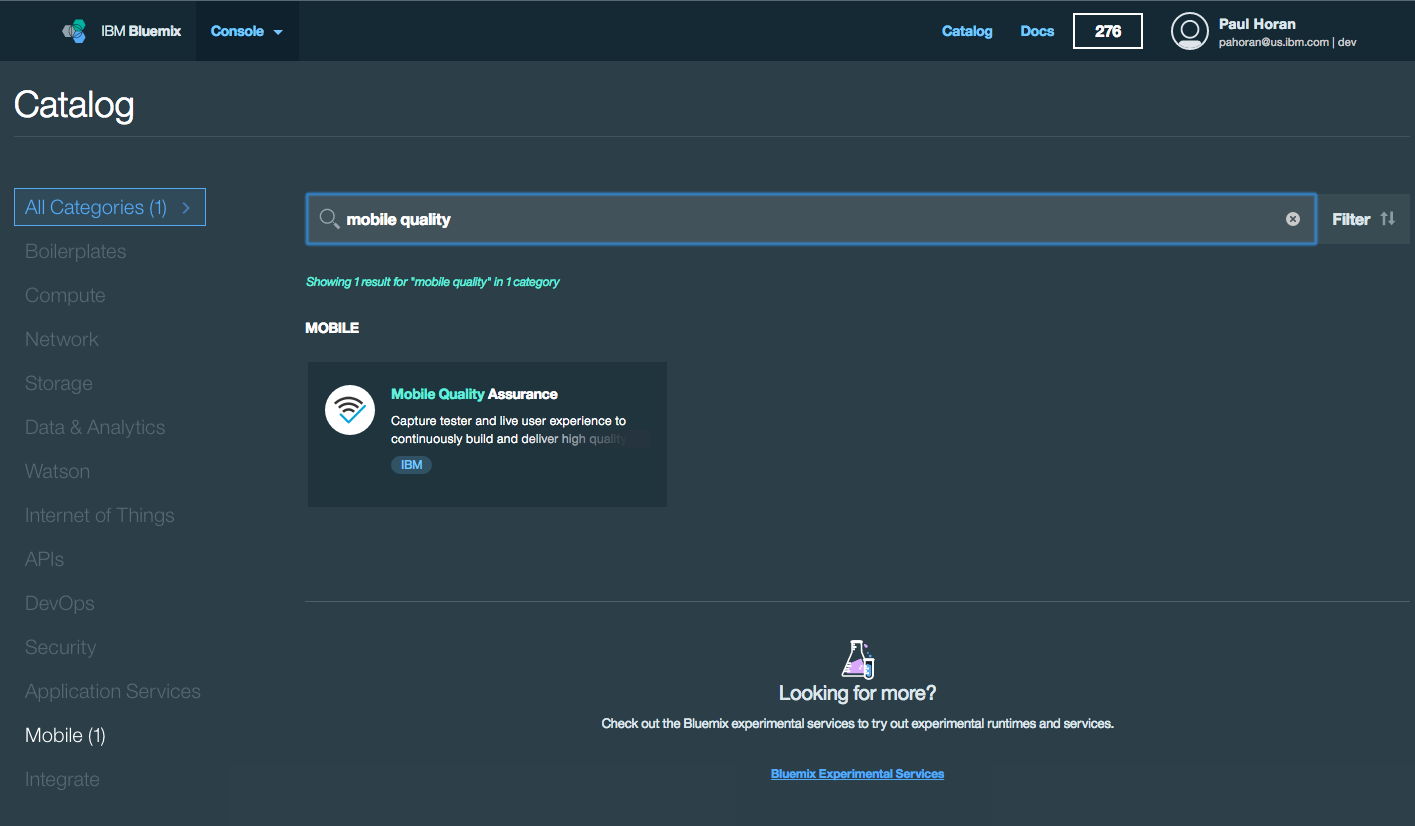 IBM Bluemix
Console
Catalog
Docs
276
Paul Horan
pahoran@us.ibm.com | dev
Catalog
All Categories (1)
Boilerplates
Compute
Network
Storage
Data & Analytics
Watson
Internet of Things
APIs
DevOps
Security
Application Services
Mobile (1)
Integrate
mobile quality
Filter
Showing 1 result for "mobile quality" in 1 category
MOBILE
Mobile Quality Assurance
Capture tester and live user experience to
continuously build and deliver high quality
IBM
Looking for more?
Check out the Bluemix experimental services to try out experimental runtimes and services.
Bluemix Experimental Services